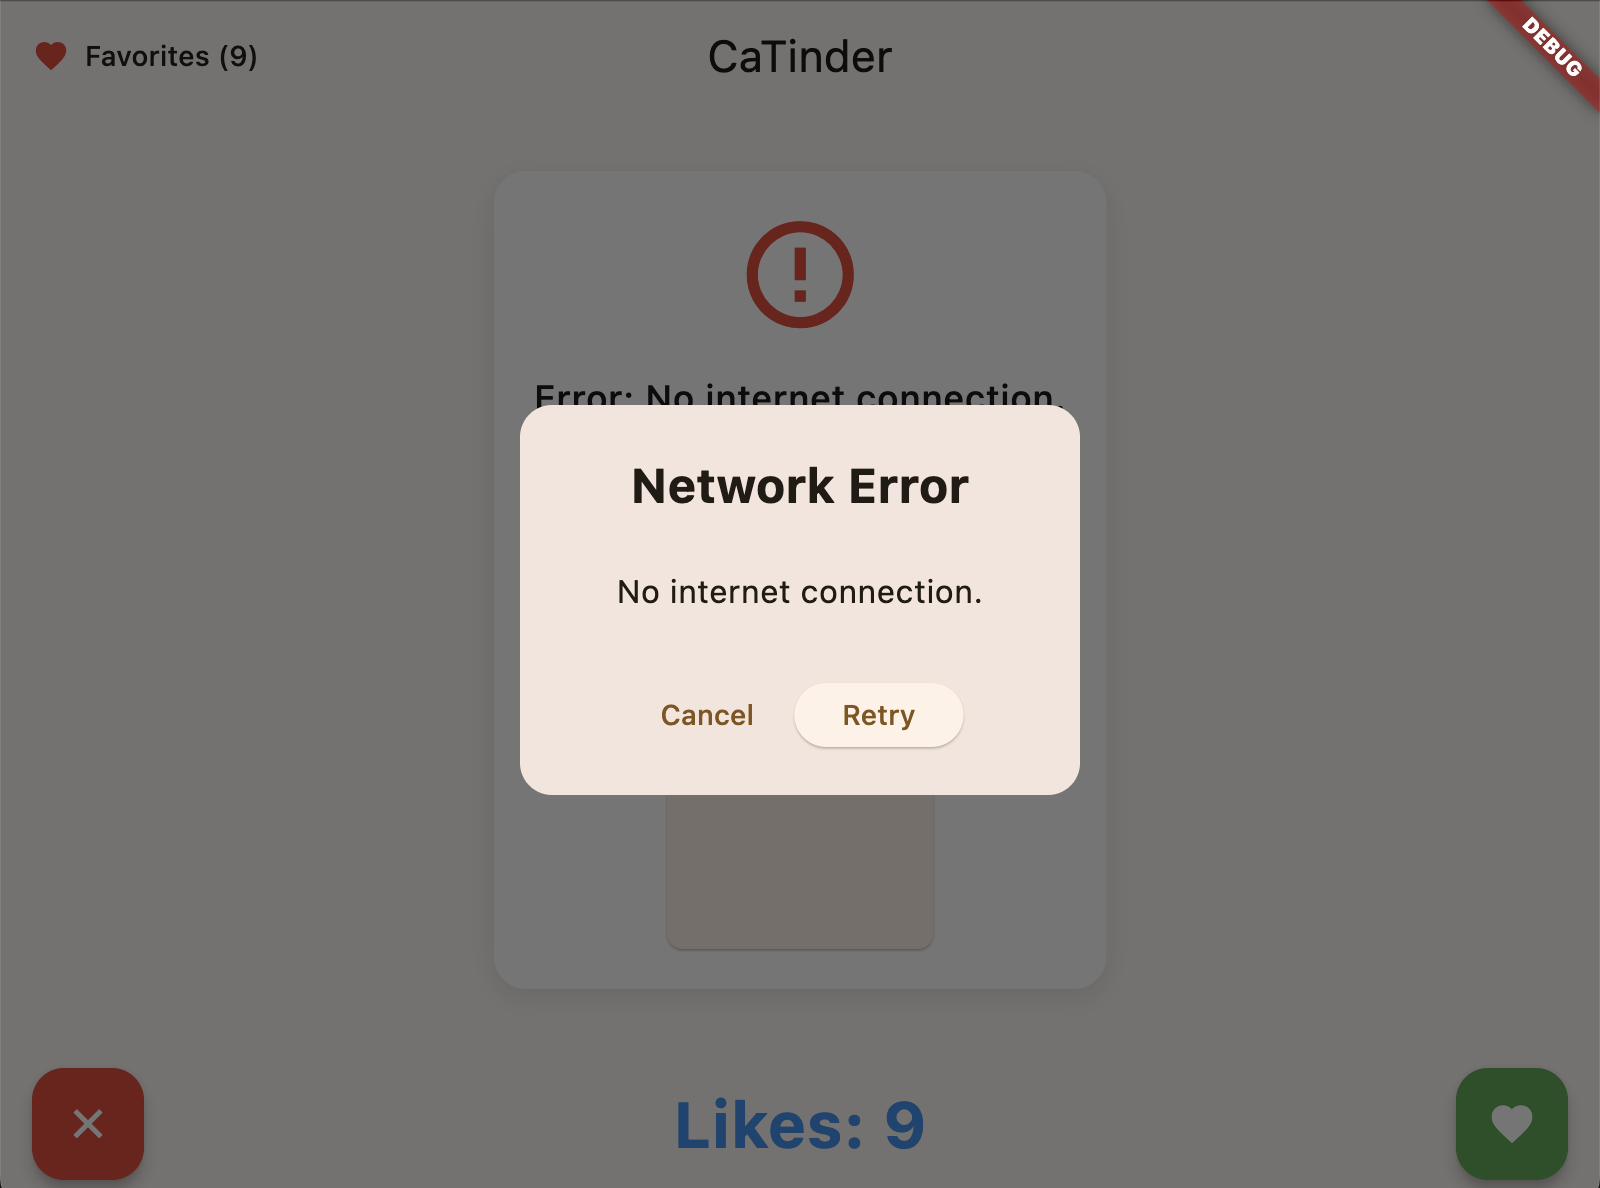 Favorites (9)
CaTinder
DEBUG
Error: No internet connection.
Network Error
No internet connection.
Cancel
Retry
Likes: 9